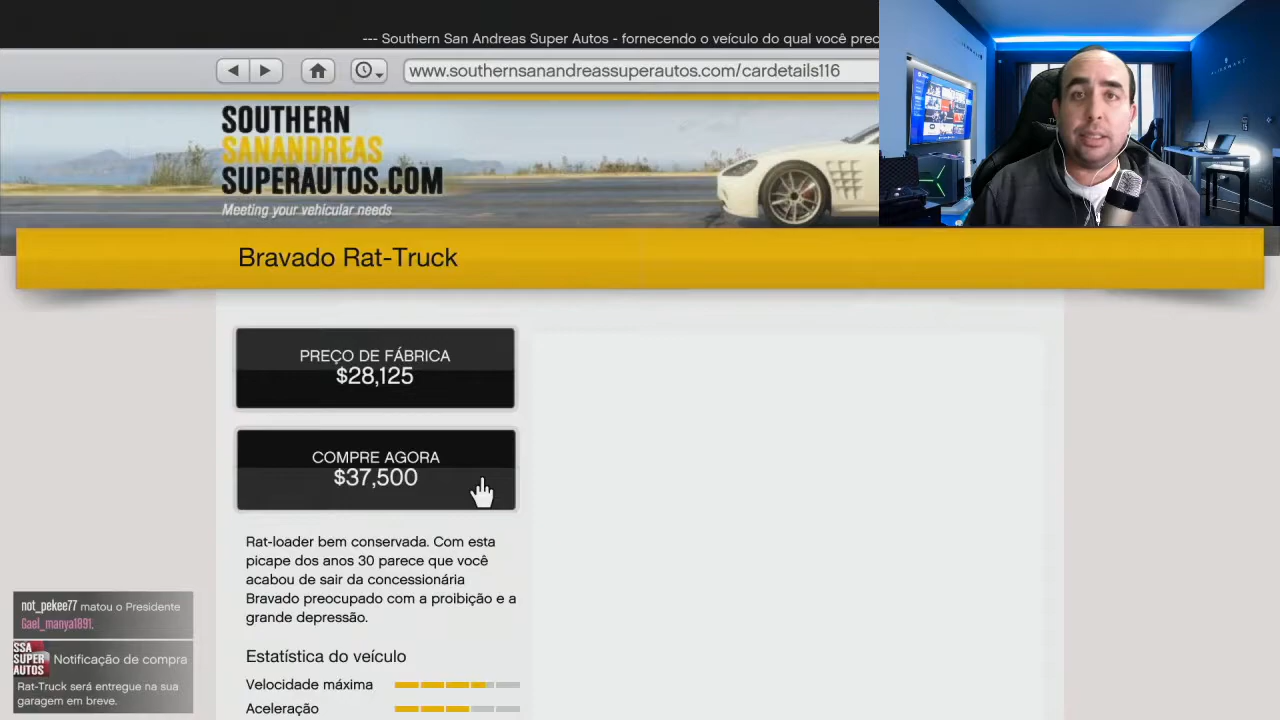 --- Southern San Andreas Super Autos - fornecendo o veículo do qual você prec
www.southernsanandreassuperautos.com/cardetails116
SOUTHERN
SANANDREAS
SUPERAUTOS.COM
Meeting your vehicular needs
Bravado Rat-Truck
PREÇO DE FÁBRICA
$28,125
COMPRE AGORA
$37,500
Rat-loader bem conservada. Com esta
picape dos anos 30 parece que você
acabou de sair da concessionária
Bravado preocupado com a proibição e a
grande depressão.
Estatística do veículo
Velocidade máxima
Aceleração
not_pekee77 matou o Presidente
Gael_manya1891.
SSA
SUPER
AUTOS
Notificação de compra
Rat-Truck será entregue na sua
garagem em breve.